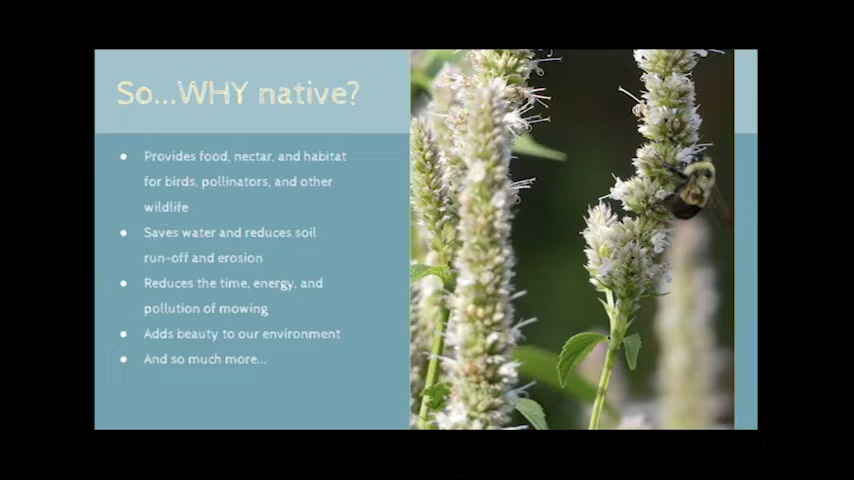 So...WHY native?
● Provides food, nectar, and habitat
for birds, pollinators, and other
wildlife
● Saves water and reduces soil
run-off and erosion
● Reduces the time, energy, and
pollution of mowing
● Adds beauty to our environment
● And so much more...